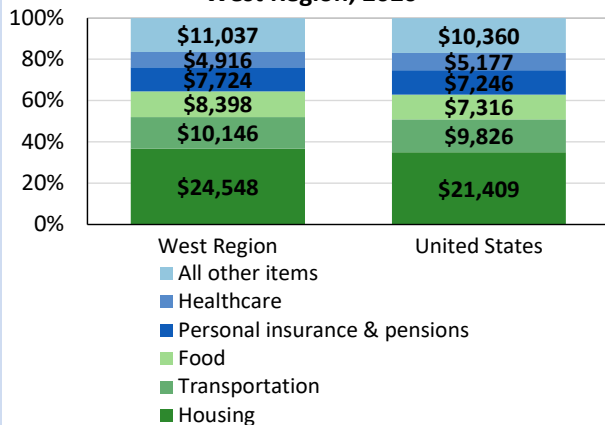 West Region, 2020
100%
80%
60%
40%
20%
0%
$11,037
$4,916
$7,724
$8,398
$10,146
$24,548
$10,360
$5,177
$7,246
$7,316
$9,826
$21,409
West Region
United States
All other items
Healthcare
Personal insurance & pensions
Food
Transportation
Housing